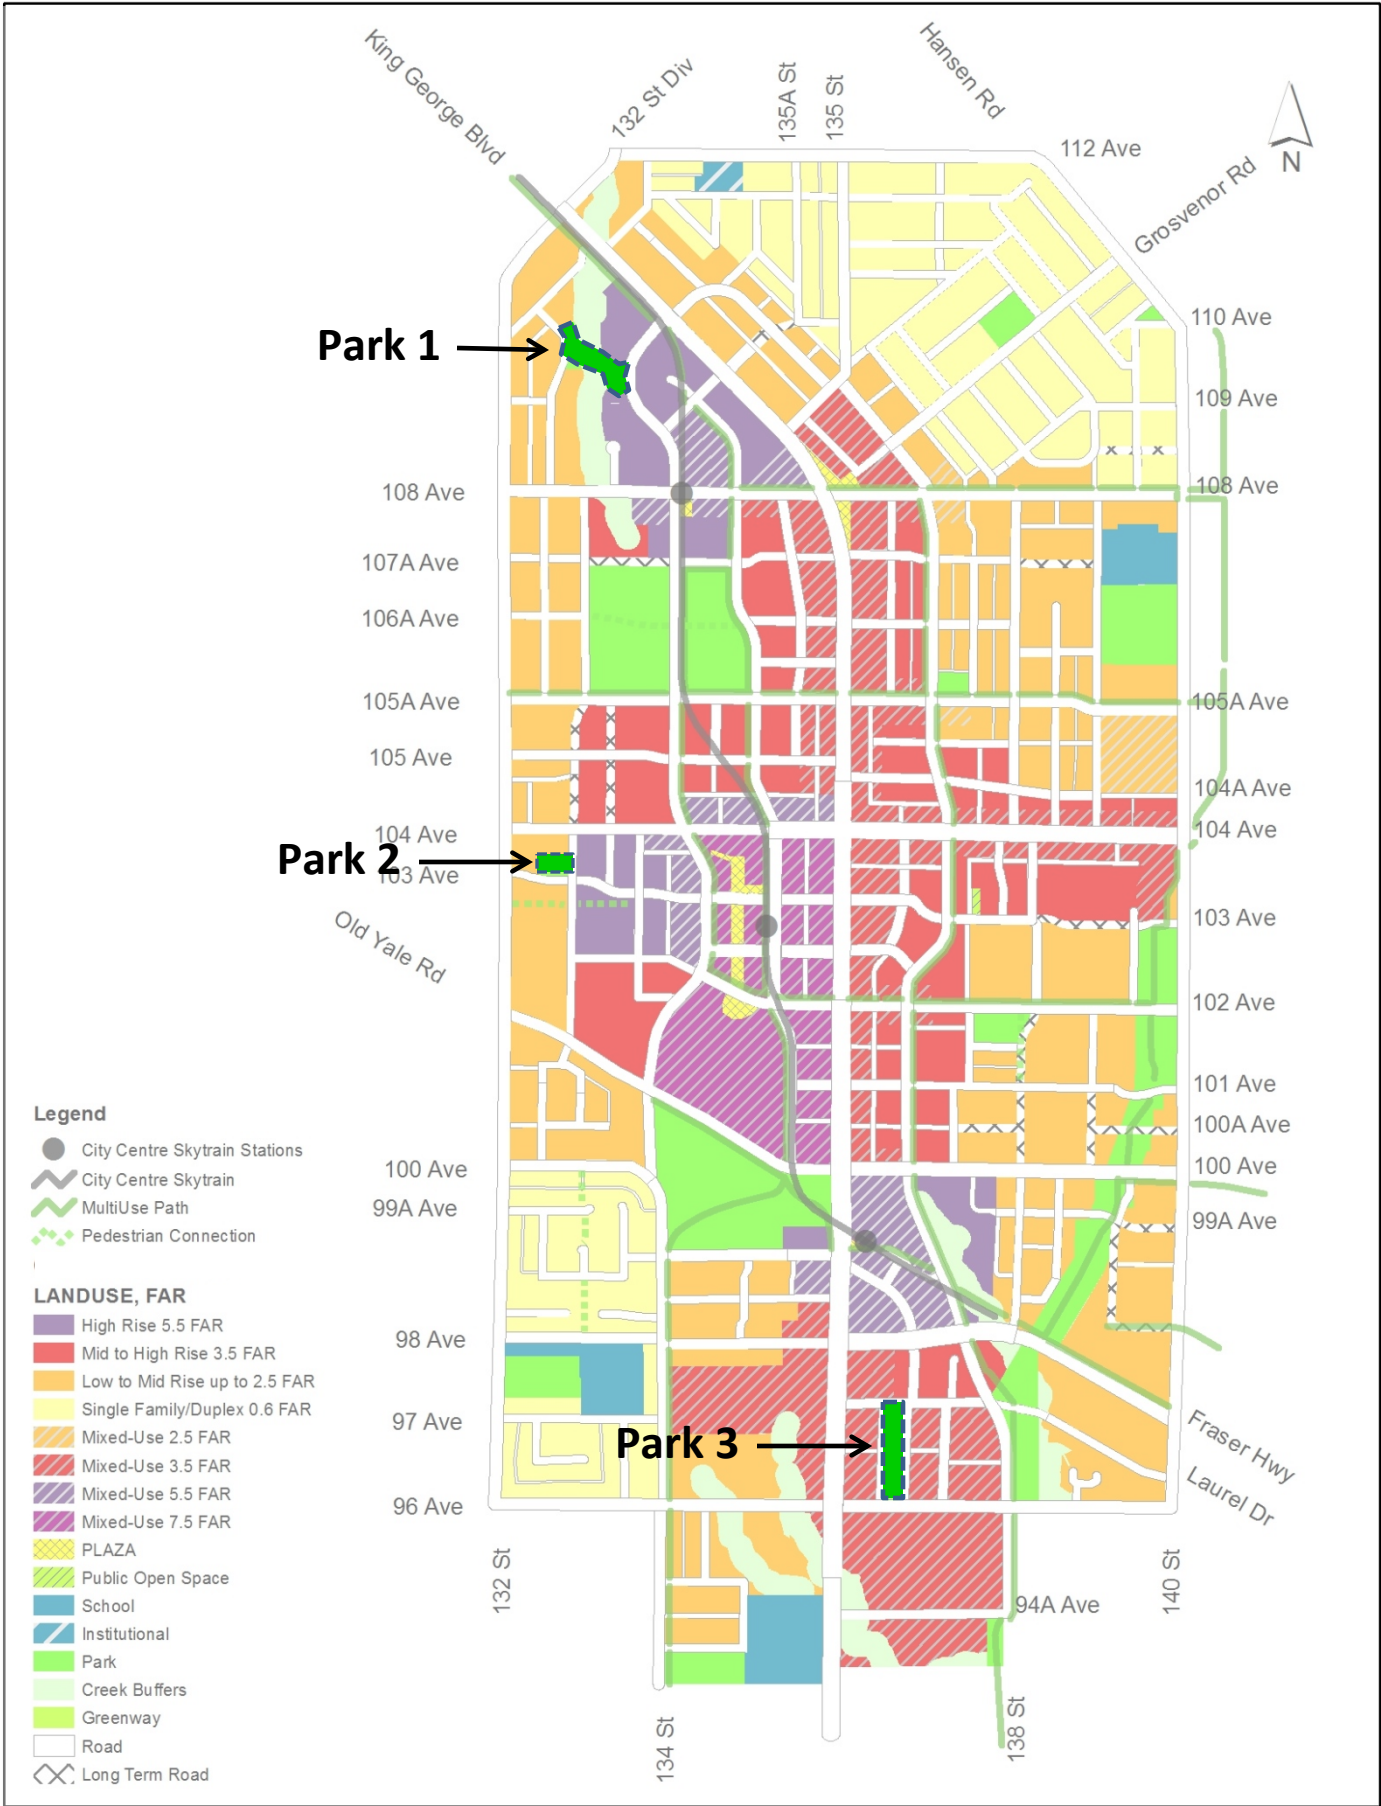 King George Blvd
132 St Div
135A St
135 St
Hansen Rd
112 Ave
Grosvenor Rd
N
Park 1
110 Ave
109 Ave
108 Ave
108 Ave
107A Ave
106A Ave
105A Ave
105A Ave
105 Ave
104A Ave
104 Ave
104 Ave
Park 2
103 Ave
103 Ave
Old Yale Rd
102 Ave
101 Ave
100A Ave
100 Ave
100 Ave
99A Ave
99A Ave
98 Ave
97 Ave
Park 3
Fraser Hwy
Laurel Dr
96 Ave
132 St
140 St
94A Ave
134 St
138 St
Legend
City Centre Skytrain Stations
City Centre Skytrain
MultiUse Path
Pedestrian Connection
LANDUSE, FAR
High Rise 5.5 FAR
Mid to High Rise 3.5 FAR
Low to Mid Rise up to 2.5 FAR
Single Family/Duplex 0.6 FAR
Mixed-Use 2.5 FAR
Mixed-Use 3.5 FAR
Mixed-Use 5.5 FAR
Mixed-Use 7.5 FAR
PLAZA
Public Open Space
School
Institutional
Park
Creek Buffers
Greenway
Road
Long Term Road